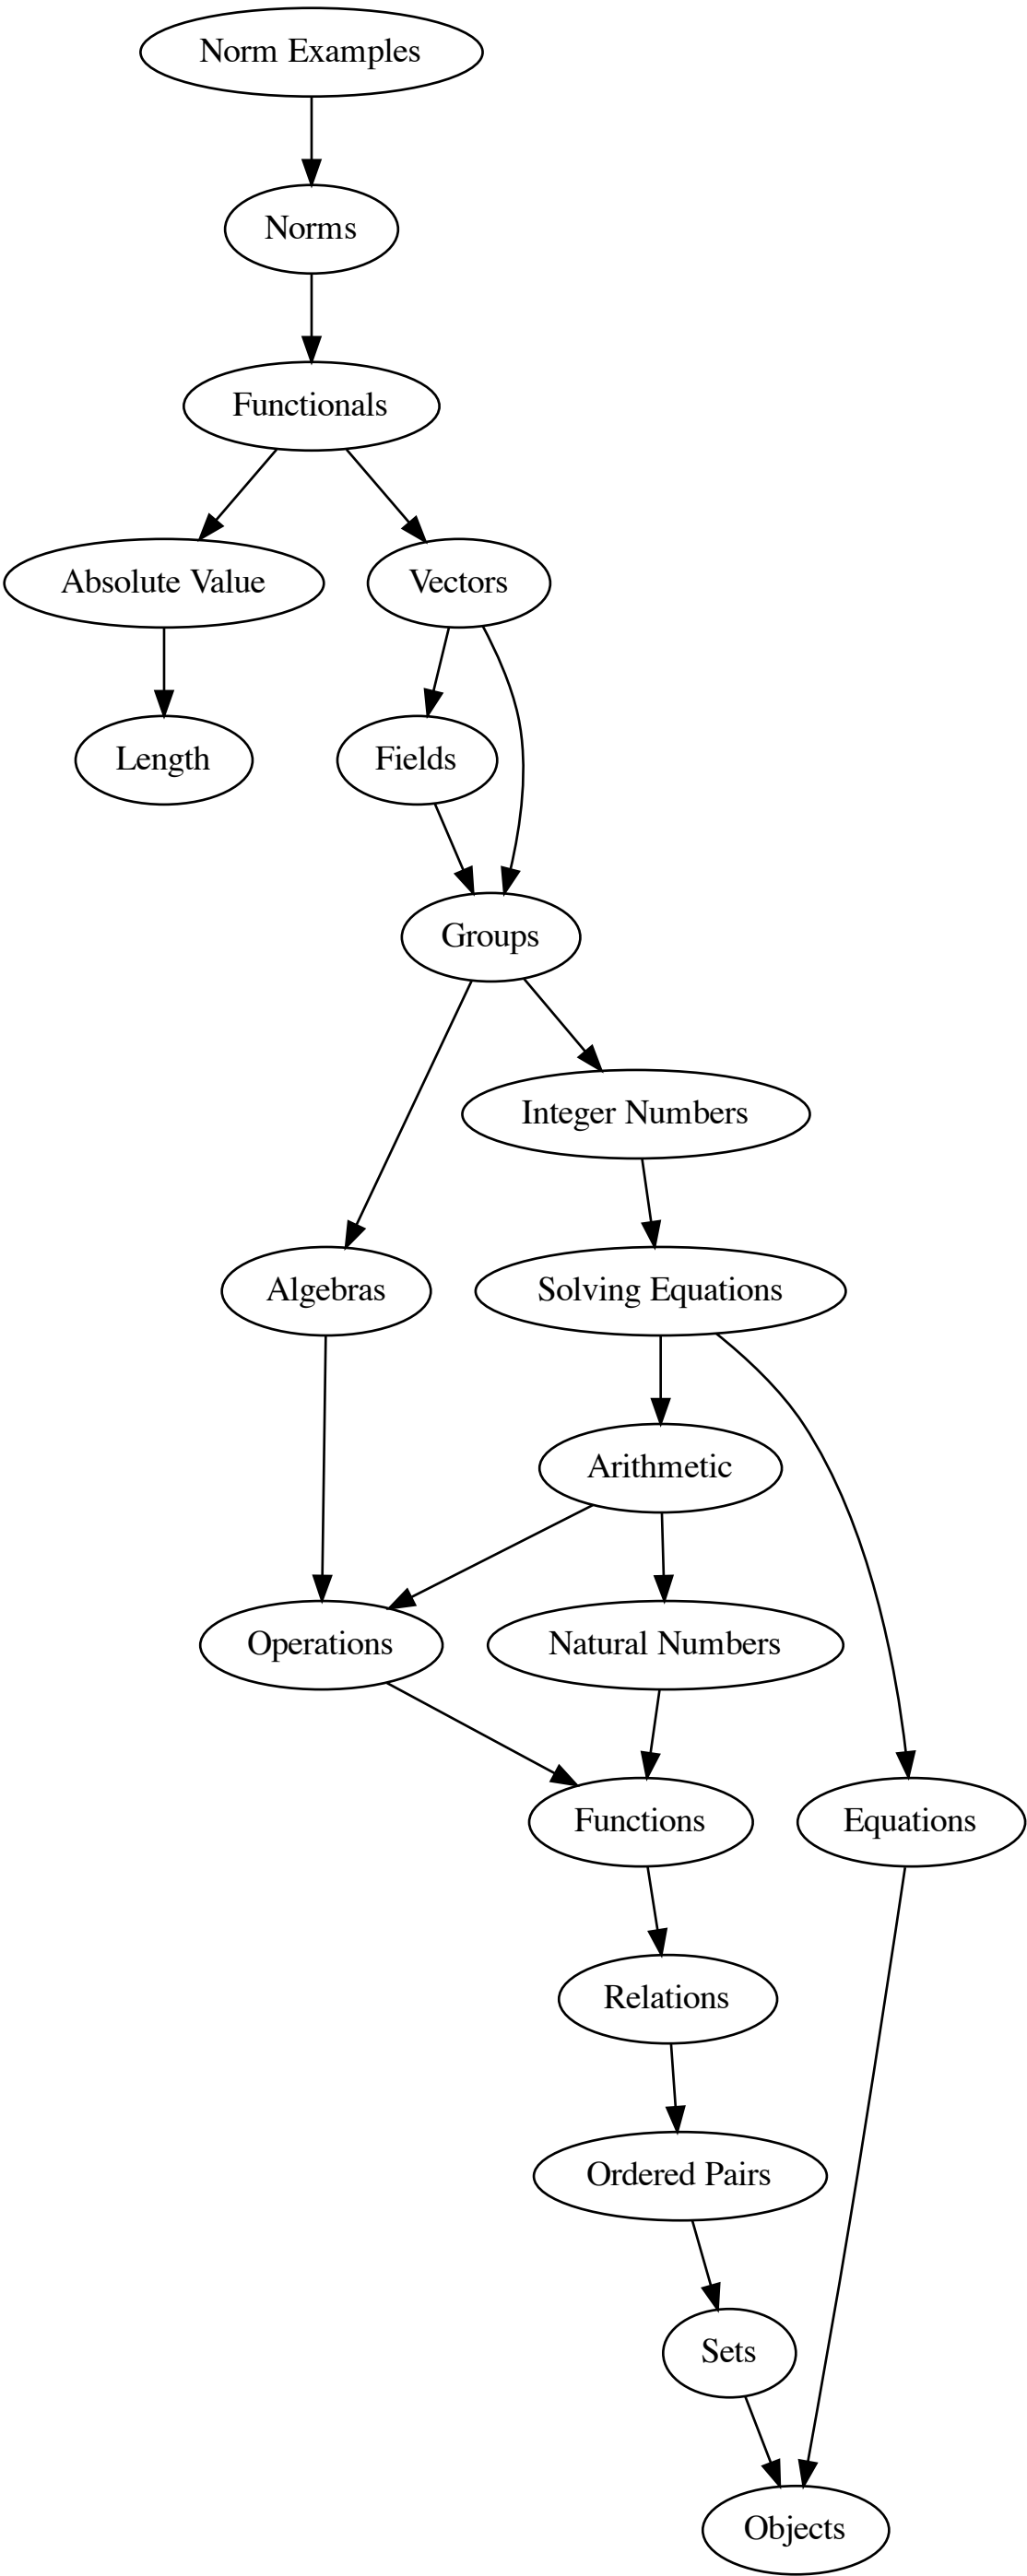 Norm Examples
Norms
Functionals
Absolute Value
Vectors
Length
Fields
Groups
Integer Numbers
Algebras
Solving Equations
Arithmetic
Operations
Natural Numbers
Functions
Equations
Relations
Ordered Pairs
Sets
Objects